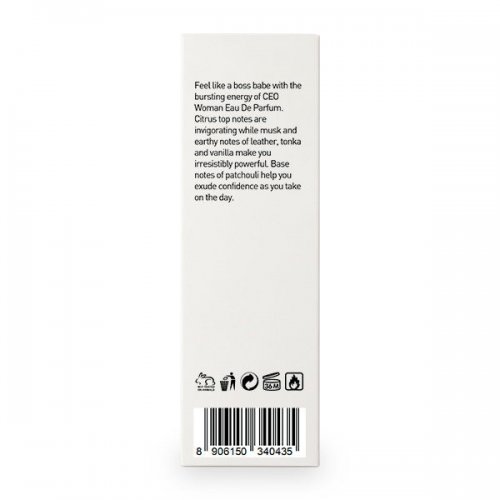 Feel like a boss babe with the
bursting energy of CEO
Woman Eau De Parfum.
Citrus top notes are
invigorating while musk and
earthy notes of leather, tonka
and vanilla make you
irresistibly powerful. Base
notes of patchouli help you
exude confidence as you take
on the day.
36 M
8 906150 340435